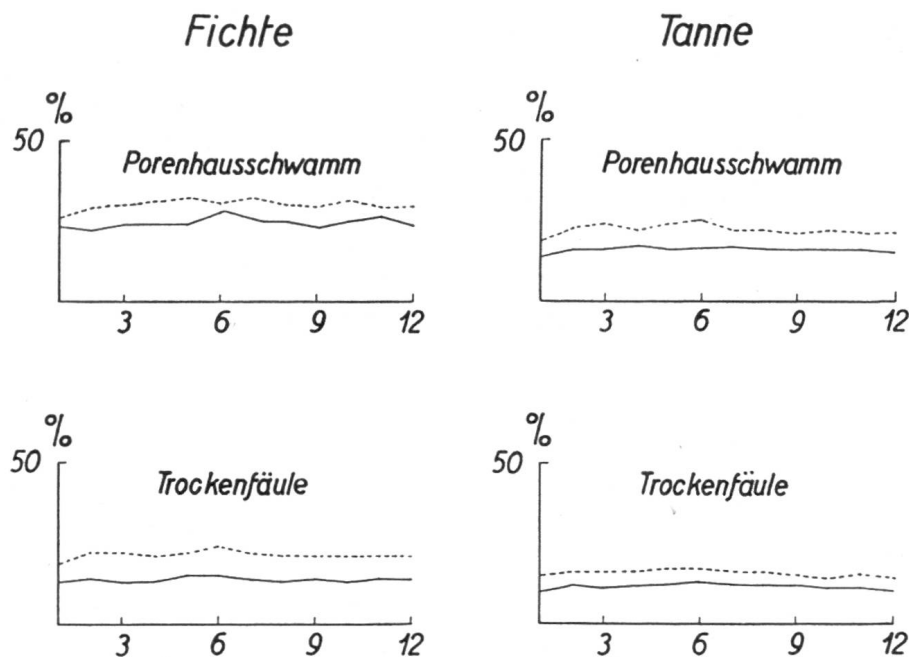 Fichte
Tanne
%
50
Porenhausschwamm
3 6 9 12
%
50
Porenhausschwamm
3 6 9 12
%
50
Trockenfäule
3 6 9 12
%
50
Trockenfäule
3 6 9 12